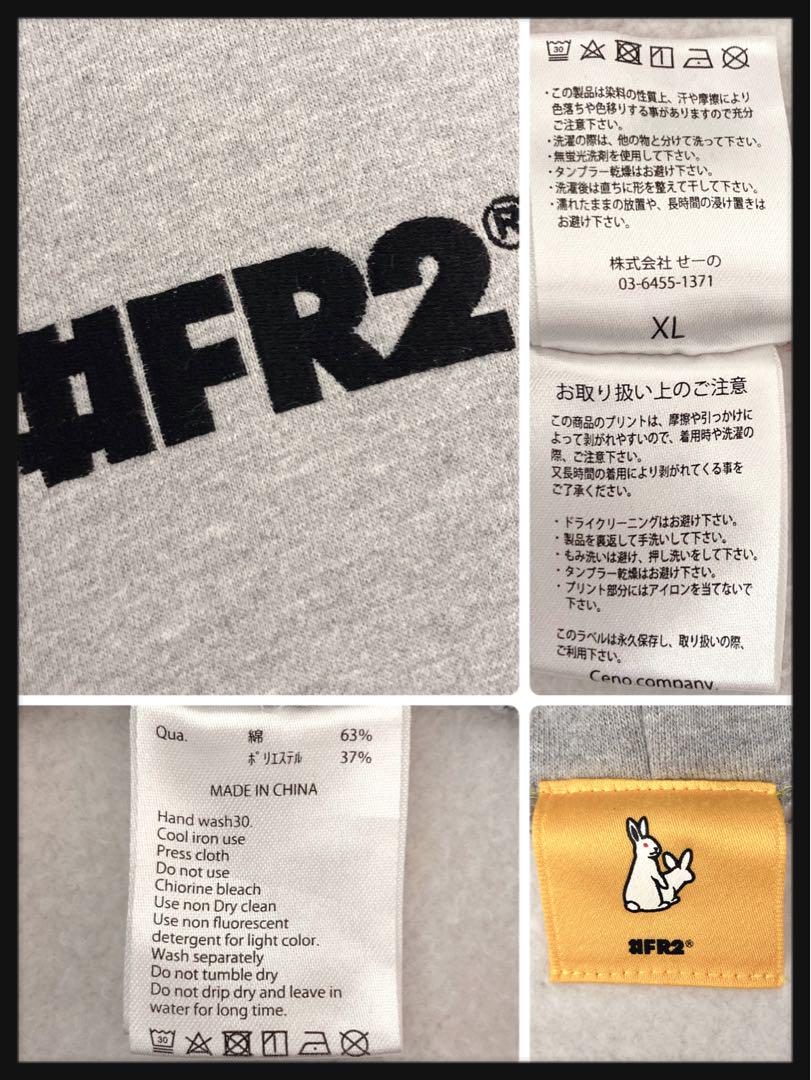 #FR2®
30
・この製品は染料の性質上、汗や摩擦により
色落ちや色移りする事がありますので充分
ご注意下さい。
・洗濯の際は、他の物と分けて洗って下さい。
・無蛍光洗剤を使用して下さい。
・タンブラー乾燥はお避け下さい。
・洗濯後は直ちに形を整えて干して下さい。
・濡れたままの放置や、長時間の浸け置きは
お避け下さい。
株式会社 せーの
03-6455-1371
XL
お取り扱い上のご注意
この商品のプリントは、摩擦や引っかけに
よって剥がれやすいので、着用時や洗濯の
際、ご注意下さい。
又長時間の着用により剥がれてくる事を
ご了承ください。
・ドライクリーニングはお避け下さい。
・製品を裏返して手洗いして下さい。
・もみ洗いは避け、押し洗いをして下さい。
・タンブラー乾燥はお避け下さい。
・プリント部分にはアイロンを当てないで
下さい。
このラベルは永久保存し、取り扱いの際、
ご利用下さい。
Ceno company.
Qua. 綿 63%
ﾎﾟﾘｴｽﾃﾙ 37%
MADE IN CHINA
Hand wash30.
Cool iron use
Press cloth
Do not use
Chiorine bleach
Use non Dry clean
Use non fluorescent
detergent for light color.
Wash separately
Do not tumble dry
Do not drip dry and leave in
water for long time.
30
#FR2®